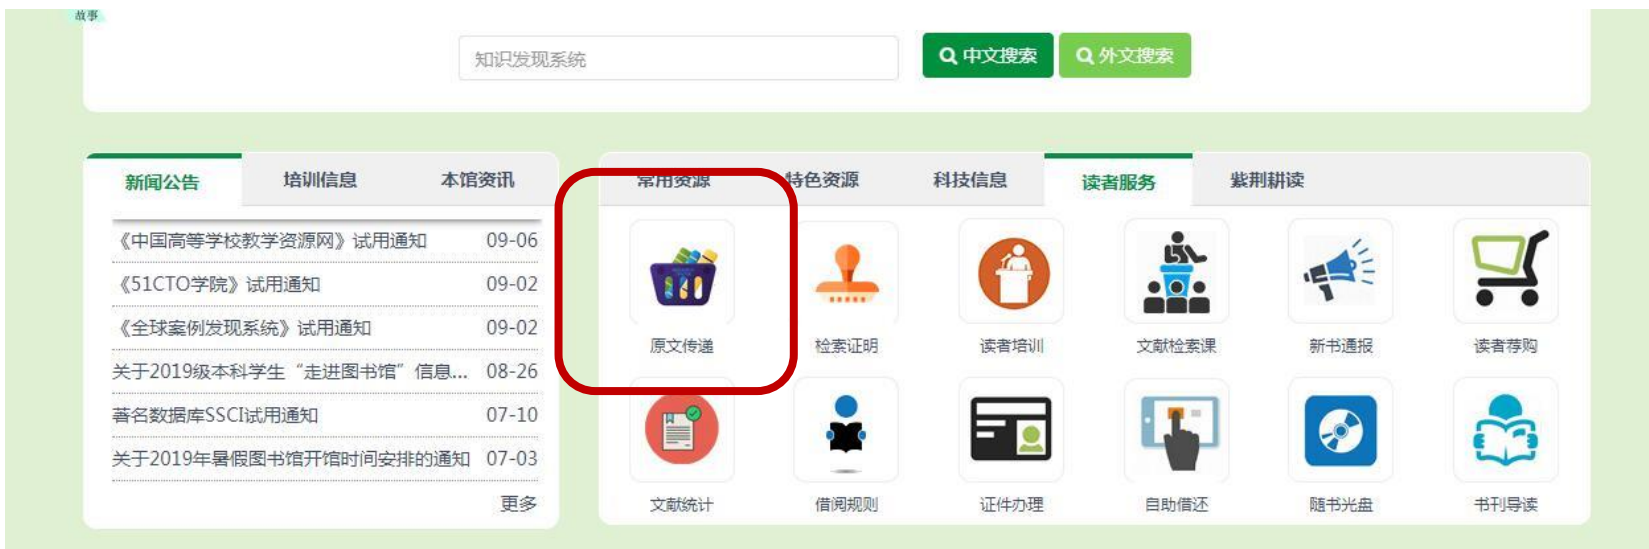 故事
知识发现系统
中文搜索 外文搜索
新闻公告 培训信息 本馆资讯
《中国高等学校教学资源网》试用通知 09-06
《51CTO学院》试用通知 09-02
《全球案例发现系统》试用通知 09-02
关于2019级本科学生“走进图书馆”信息... 08-26
著名数据库SSCI试用通知 07-10
关于2019年暑假图书馆开馆时间安排的通知 07-03
更多
常用资源 特色资源 科技信息 读者服务 紫荆耕读
原文传递 检索证明 读者培训 文献检索课 新书通报 读者荐购
文献统计 借阅规则 证件办理 自助借还 随书光盘 书刊导读